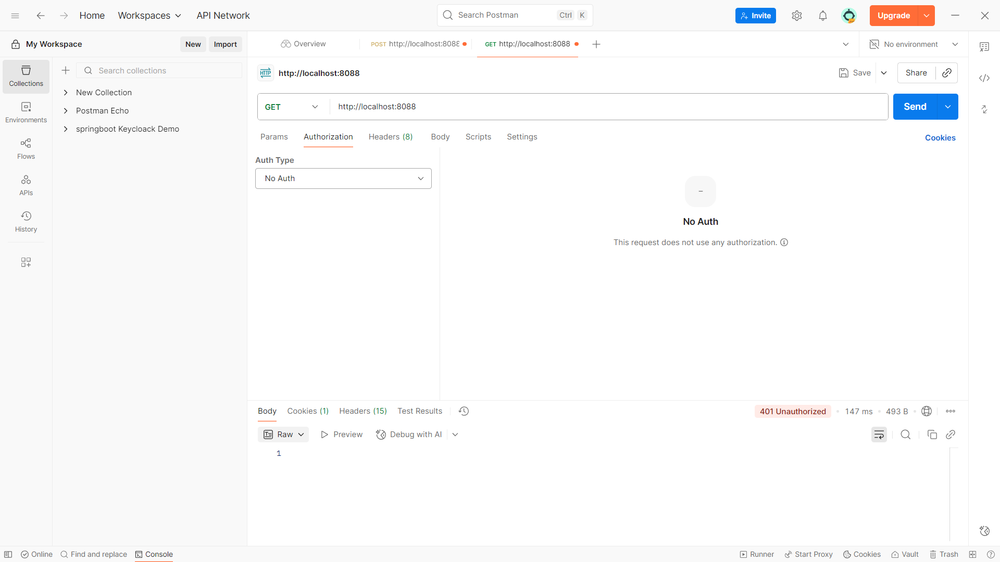 Home
Workspaces
API Network
Search Postman
Ctrl K
Invite
Upgrade
My Workspace
New
Import
Overview
POST http://localhost:8088
GET http://localhost:8088
No environment
Collections
Environments
Flows
APIs
History
Search collections
New Collection
Postman Echo
springboot Keycloack Demo
HTTP http://localhost:8088
Save
Share
GET http://localhost:8088
Send
Params Authorization Headers (8) Body Scripts Settings
Cookies
Auth Type
No Auth
No Auth
This request does not use any authorization.
Body Cookies (1) Headers (15) Test Results
401 Unauthorized • 147 ms • 493 B
Raw Preview Debug with AI
1
Online Find and replace Console
Runner Start Proxy Cookies Vault Trash